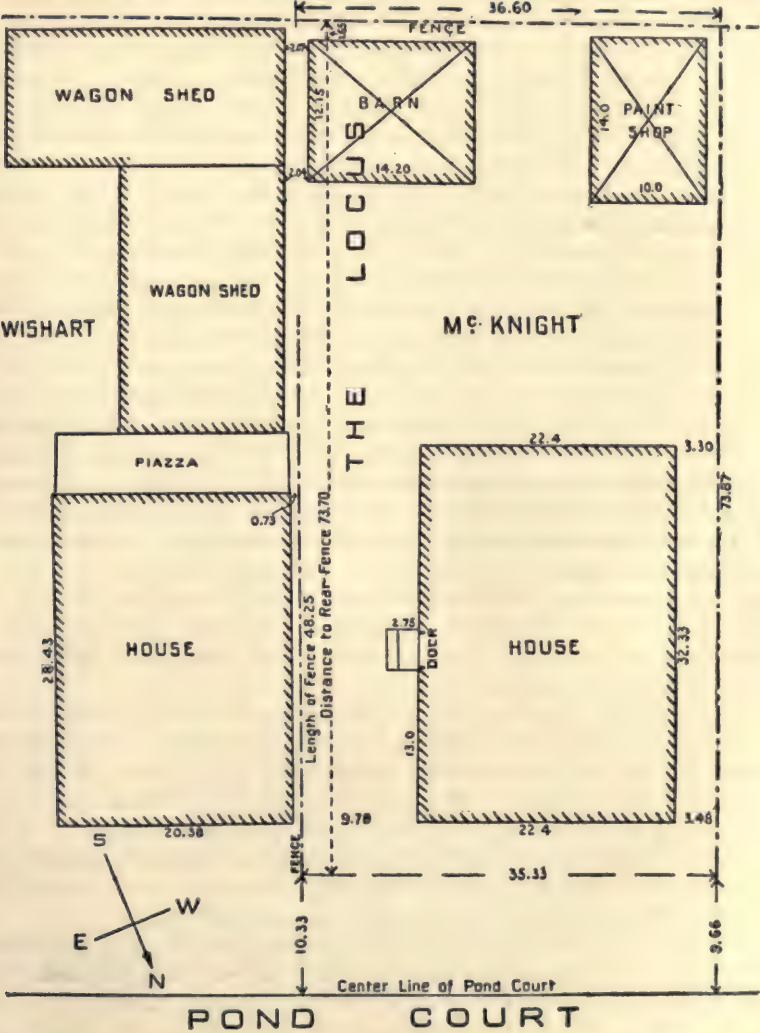 36.60
FENCE
2.07
WAGON SHED
BARN
12.15
14.20
2.04
PAINT
SHOP
14.0
10.0
WAGON SHED
WISHART
THE LOCUS
Mc. KNIGHT
PIAZZA
0.73
22.4
3.30
73.87
Length of Fence 48.25
Distance to Rear Fence 73.70
HOUSE
28.43
2.75
DOOR
HOUSE
32.33
13.0
20.38
9.78
22 4
3.48
FENCE
35.33
S
W
E
N
10.33
9.66
Center Line of Pond Court
POND COURT